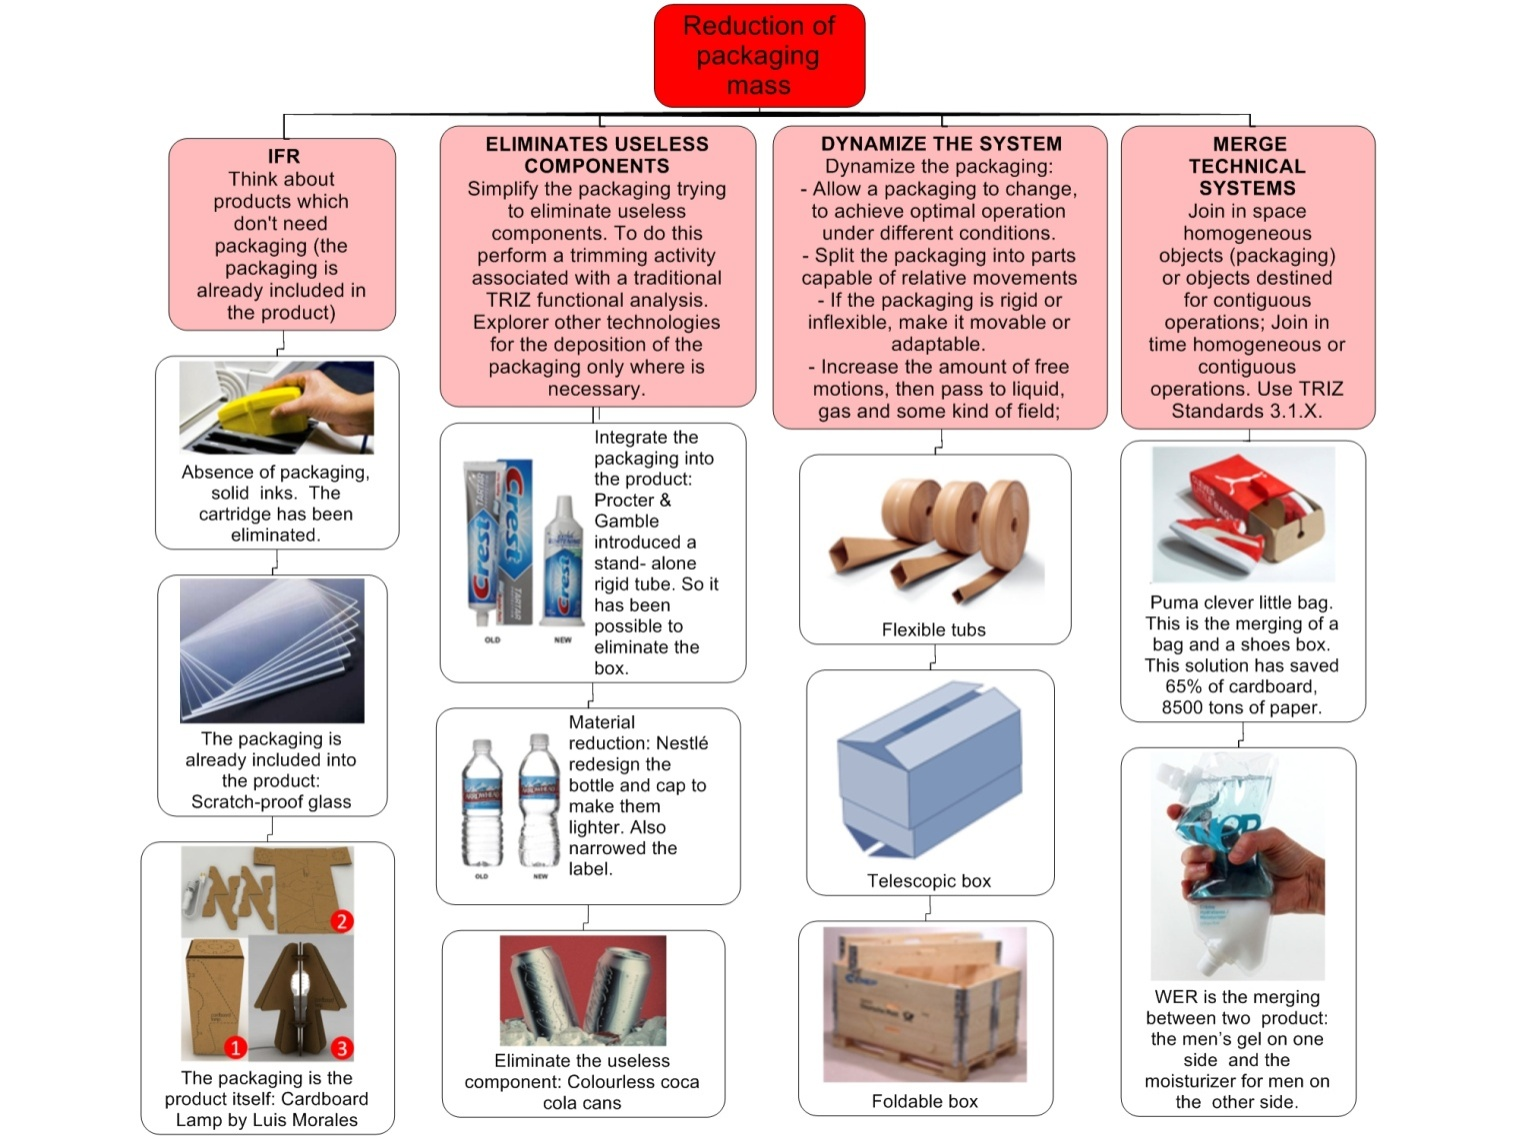 Reduction of
packaging
mass
IFR
Think about
products which
don't need
packaging (the
packaging is
already included in
the product)
Absence of packaging,
solid inks. The
cartridge has been
eliminated.
The packaging is
already included into
the product:
Scratch-proof glass
2
1
3
The packaging is the
product itself: Cardboard
Lamp by Luis Morales
ELIMINATES USELESS
COMPONENTS
Simplify the packaging trying
to eliminate useless
components. To do this
perform a trimming activity
associated with a traditional
TRIZ functional analysis.
Explorer other technologies
for the deposition of the
packaging only where is
necessary.
Crest
Crest
Crest
TARTAR
OLD
NEW
Integrate the
packaging into
the product:
Procter &
Gamble
introduced a
stand- alone
rigid tube. So it
has been
possible to
eliminate the
box.
OLD
NEW
Material
reduction: Nestlé
redesign the
bottle and cap to
make them
lighter. Also
narrowed the
label.
Eliminate the useless
component: Colourless coca
cola cans
DYNAMIZE THE SYSTEM
Dynamize the packaging:
- Allow a packaging to change,
to achieve optimal operation
under different conditions.
- Split the packaging into parts
capable of relative movements
- If the packaging is rigid or
inflexible, make it movable or
adaptable.
- Increase the amount of free
motions, then pass to liquid,
gas and some kind of field;
Flexible tubs
Telescopic box
Foldable box
MERGE
TECHNICAL
SYSTEMS
Join in space
homogeneous
objects (packaging)
or objects destined
for contiguous
operations; Join in
time homogeneous or
contiguous
operations. Use TRIZ
Standards 3.1.X.
Puma clever little bag.
This is the merging of a
bag and a shoes box.
This solution has saved
65% of cardboard,
8500 tons of paper.
WER is the merging
between two product:
the men's gel on one
side and the
moisturizer for men on
the other side.